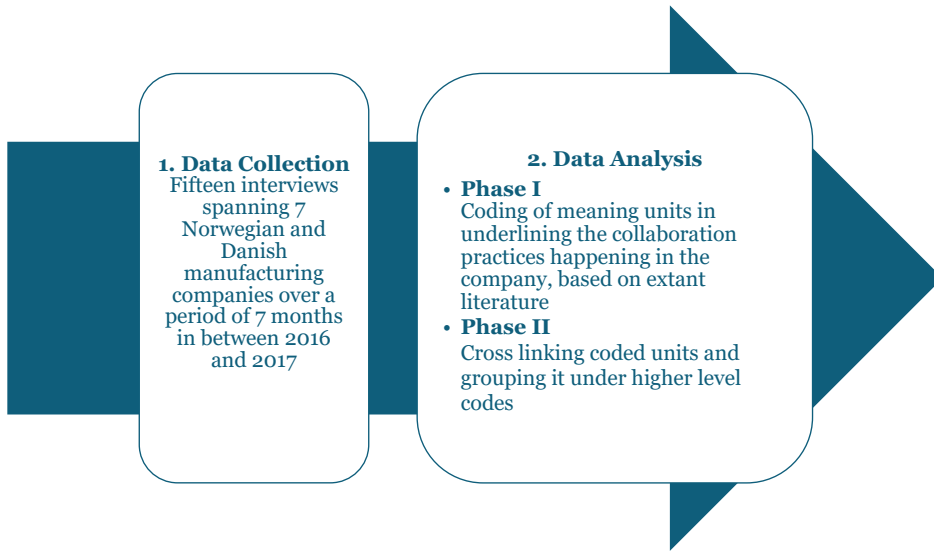 1. Data Collection
Fifteen interviews
spanning 7
Norwegian and
Danish
manufacturing
companies over a
period of 7 months
in between 2016
and 2017
2. Data Analysis
• Phase I
Coding of meaning units in
underlining the collaboration
practices happening in the
company, based on extant
literature
• Phase II
Cross linking coded units and
grouping it under higher level
codes